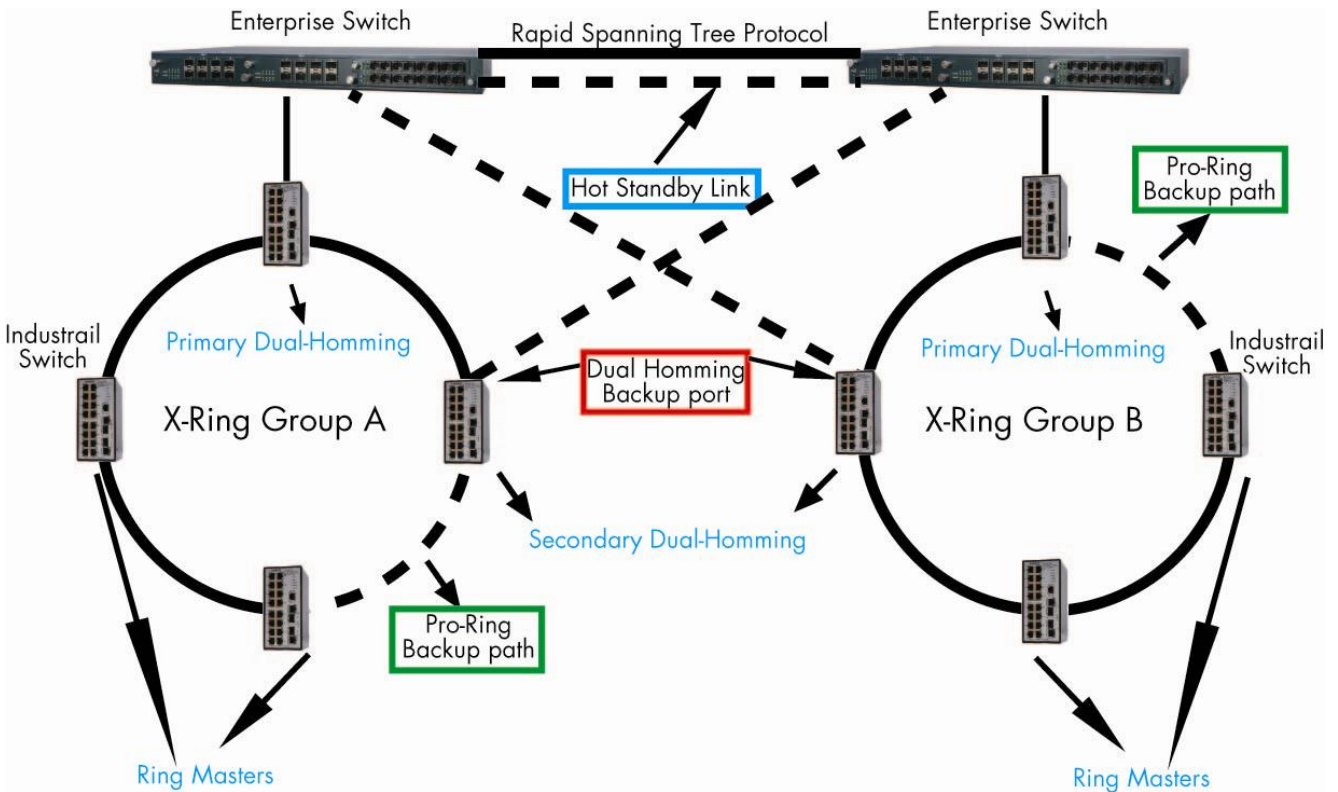 Enterprise Switch
Rapid Spanning Tree Protocol
Enterprise Switch
Hot Standby Link
Pro-Ring
Backup path
Industrail
Switch
Primary Dual-Homming
Dual Homming
Backup port
Primary Dual-Homming
Industrail
Switch
X-Ring Group A
X-Ring Group B
Secondary Dual-Homming
Pro-Ring
Backup path
Ring Masters
Ring Masters